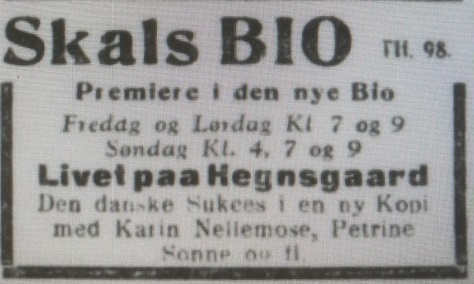 Skals BIO Tlf. 98.
Premiere i den nye Bio
Fredag og Lørdag Kl 7 og 9
Søndag Kl. 4, 7 og 9
Livet paa Hegnsgaard
Den danske Sukces i en ny Kopi
med Karin Nellemose, Petrine
Sonne og fl.